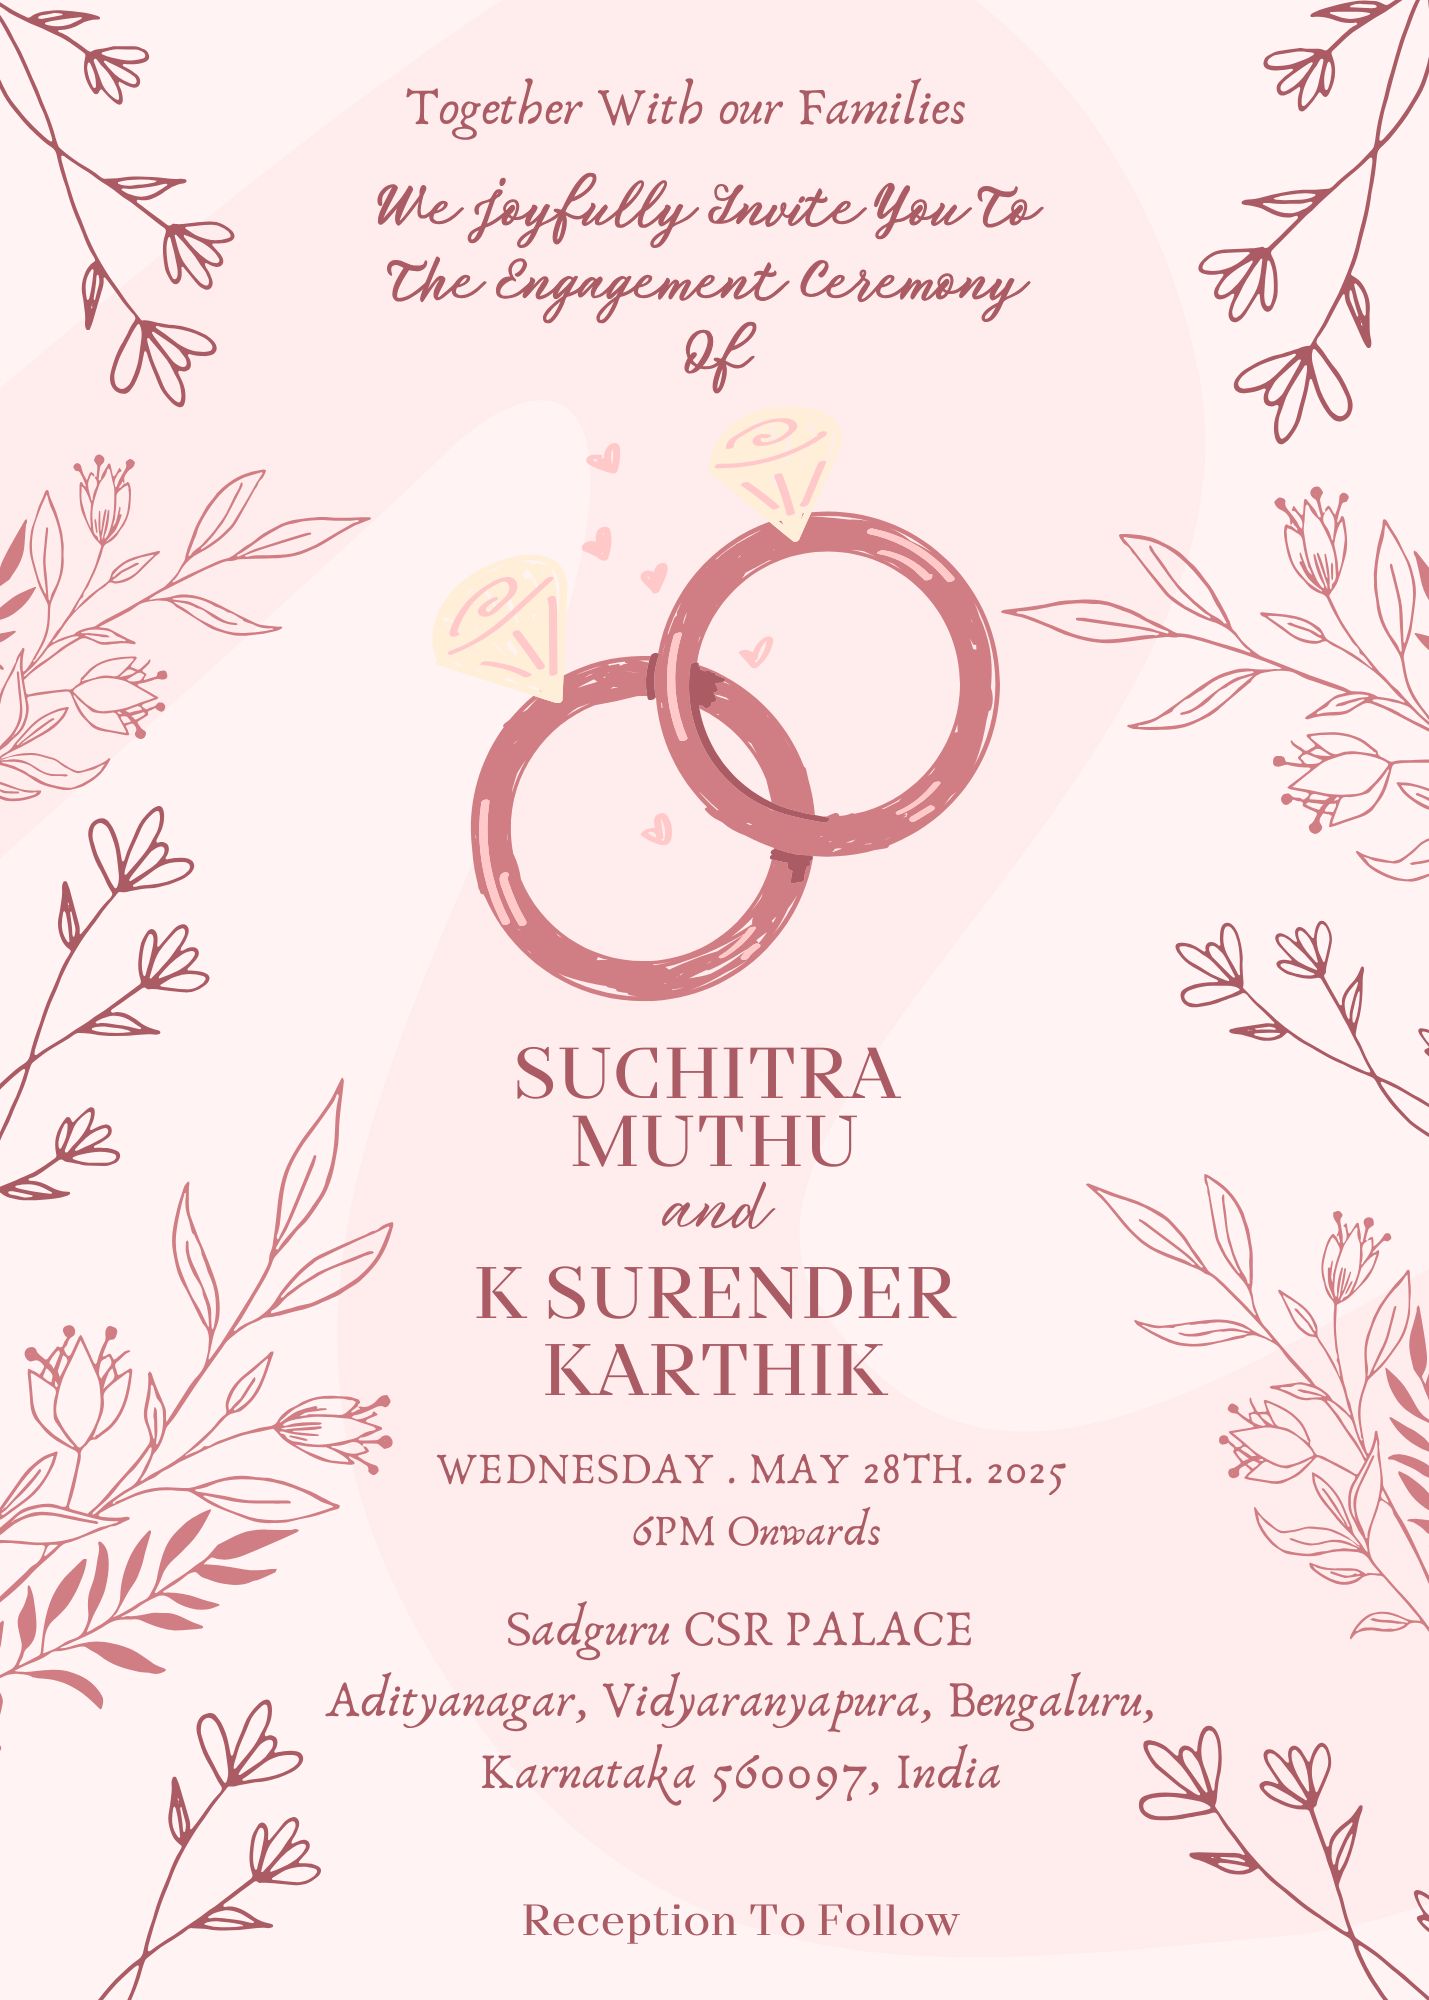 Together With our Families
We joyfully Invite You To
The Engagement Ceremony
Of
SUCHITRA
MUTHU
and
K SURENDER
KARTHIK
WEDNESDAY . MAY 28TH. 2025
6PM Onwards
Sadguru CSR PALACE
Adityanagar, Vidyaranyapura, Bengaluru,
Karnataka 560097, India
Reception To Follow